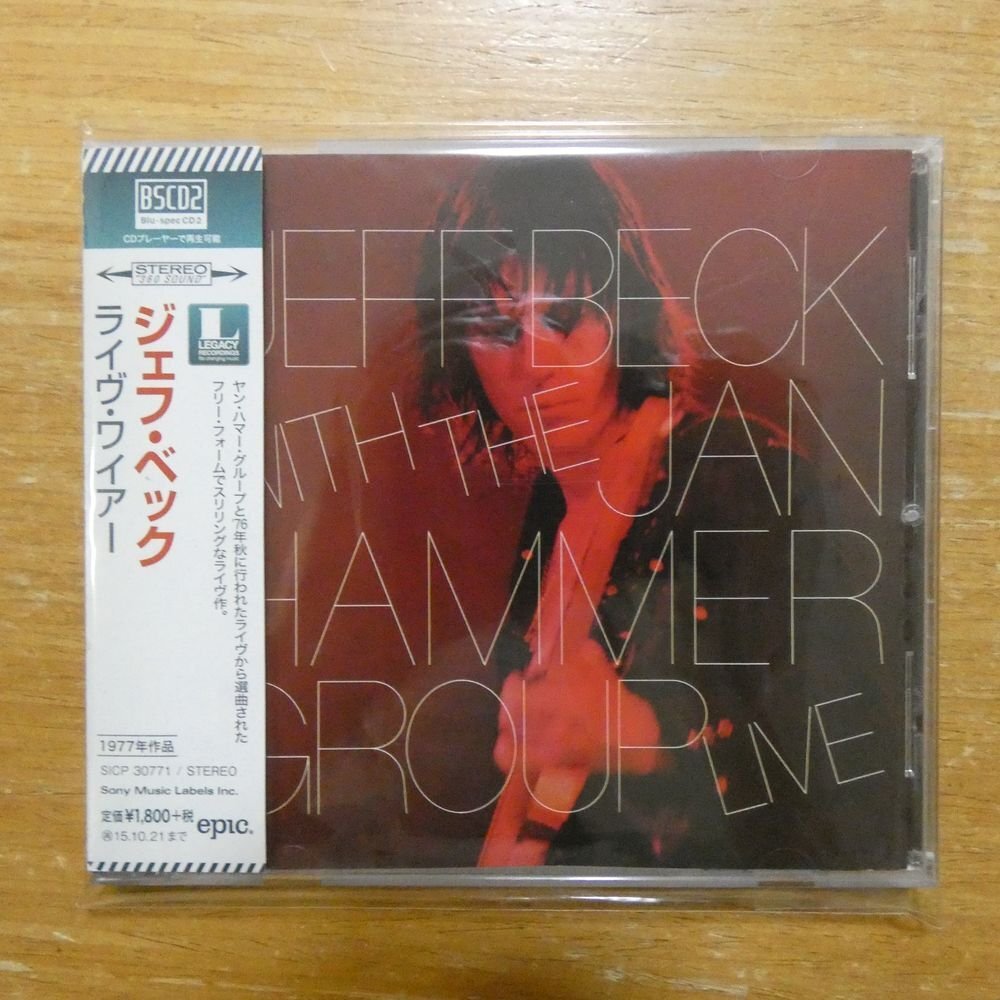 BSCD2
Blu-spec CD2
CDプレーヤーで再生可能
STEREO
"360 SOUND"
ジェフ・ベック
ライヴ・ワイアー
L
LEGACY
RECORDINGS
ヤン・ハマー・グループと'76年秋に行われたライヴから選曲された
フリー・フォームでスリリングなライヴ作。
1977年作品
SICP 30771 / STEREO
Sony Music Labels Inc.
定価¥1,800+税
epic.
15.10.21まで
JEFF BECK
WITH THE JAN
HAMMER
GROUP LIVE